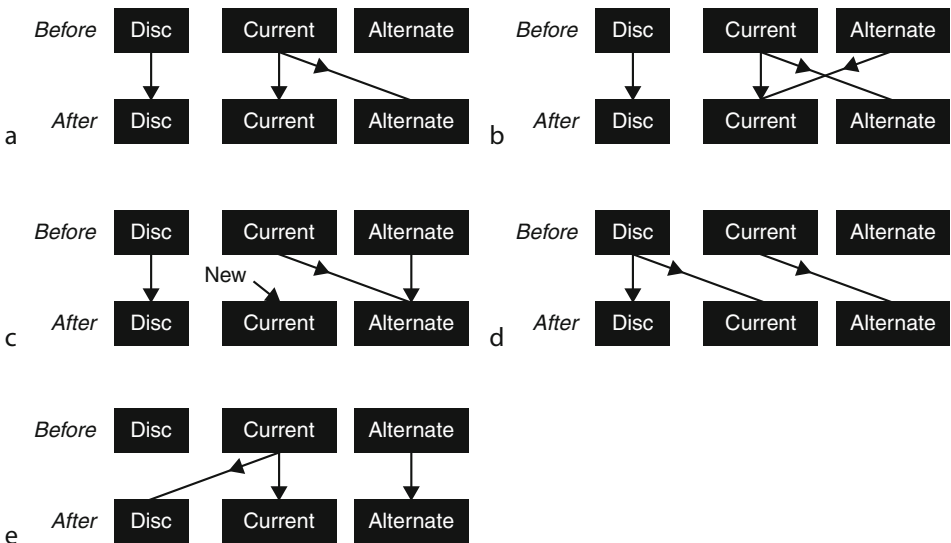 Before Disc Current Alternate
After Disc Current Alternate
a
Before Disc Current Alternate
After Disc Current Alternate
b
Before Disc Current Alternate
New
After Disc Current Alternate
c
Before Disc Current Alternate
After Disc Current Alternate
d
Before Disc Current Alternate
After Disc Current Alternate
e